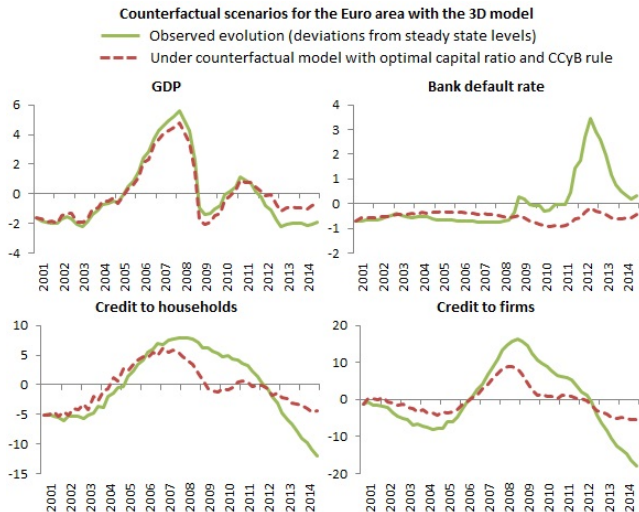 Counterfactual scenarios for the Euro area with the 3D model
Observed evolution (deviations from steady state levels)
Under counterfactual model with optimal capital ratio and CCyB rule
GDP
6
4
2
0
-2
-4
2001 2002 2003 2004 2005 2006 2007 2008 2009 2010 2011 2012 2013 2014
Bank default rate
4
3
2
1
0
-1
-2
2001 2002 2003 2004 2005 2006 2007 2008 2009 2010 2011 2012 2013 2014
Credit to households
10
5
0
-5
-10
-15
2001 2002 2003 2004 2005 2006 2007 2008 2009 2010 2011 2012 2013 2014
Credit to firms
20
10
0
-10
-20
2001 2002 2003 2004 2005 2006 2007 2008 2009 2010 2011 2012 2013 2014